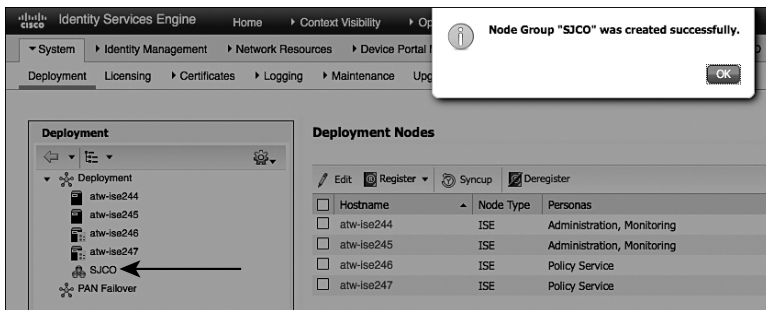 cisco Identity Services Engine Home Context Visibility
Node Group "SJCO" was created successfully.
OK
System Identity Management Network Resources Device Portal
Deployment Licensing Certificates Logging Maintenance
Deployment
Deployment
atw-ise244
atw-ise245
atw-ise246
atw-ise247
SJCO
PAN Failover
Deployment Nodes
Edit Register Syncup Deregister
Hostname Node Type Personas
atw-ise244 ISE Administration, Monitoring
atw-ise245 ISE Administration, Monitoring
atw-ise246 ISE Policy Service
atw-ise247 ISE Policy Service